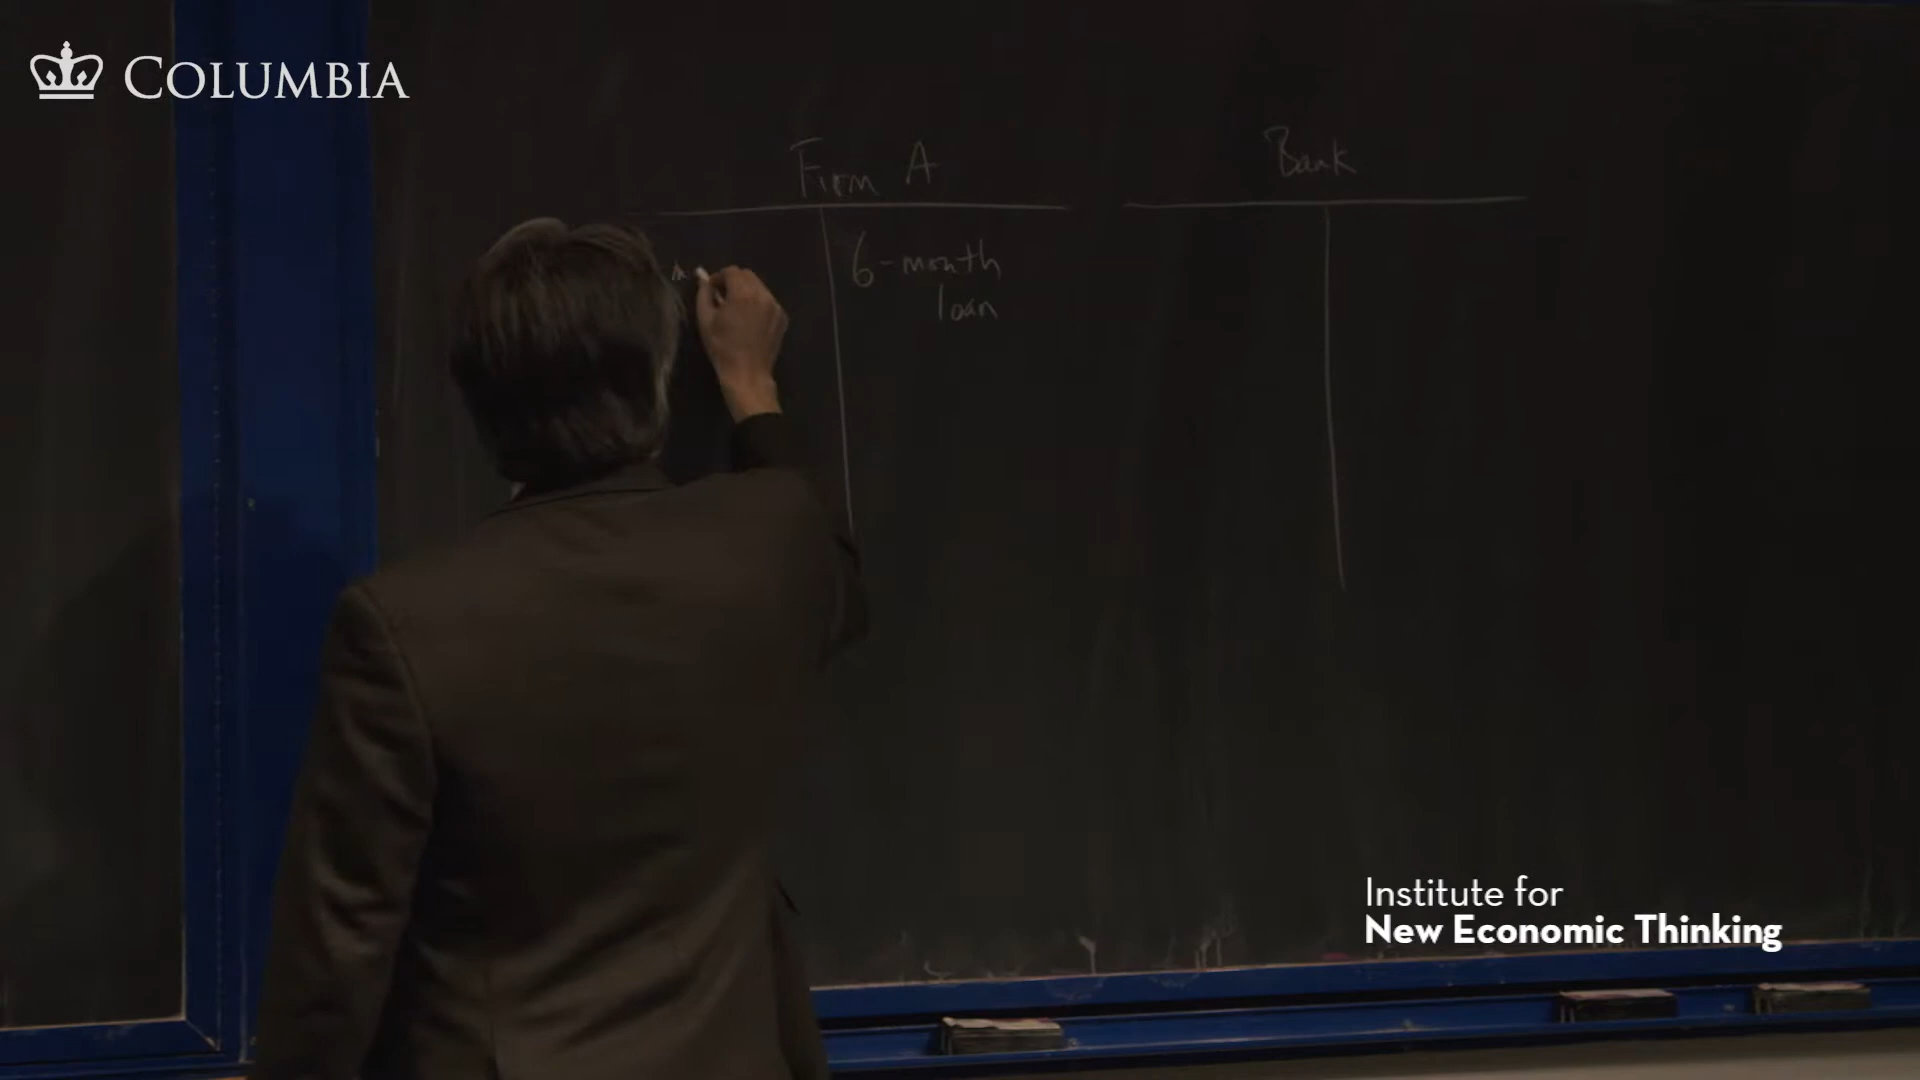 COLUMBIA
Firm A
Bank
6-month
loan
Institute for
New Economic Thinking